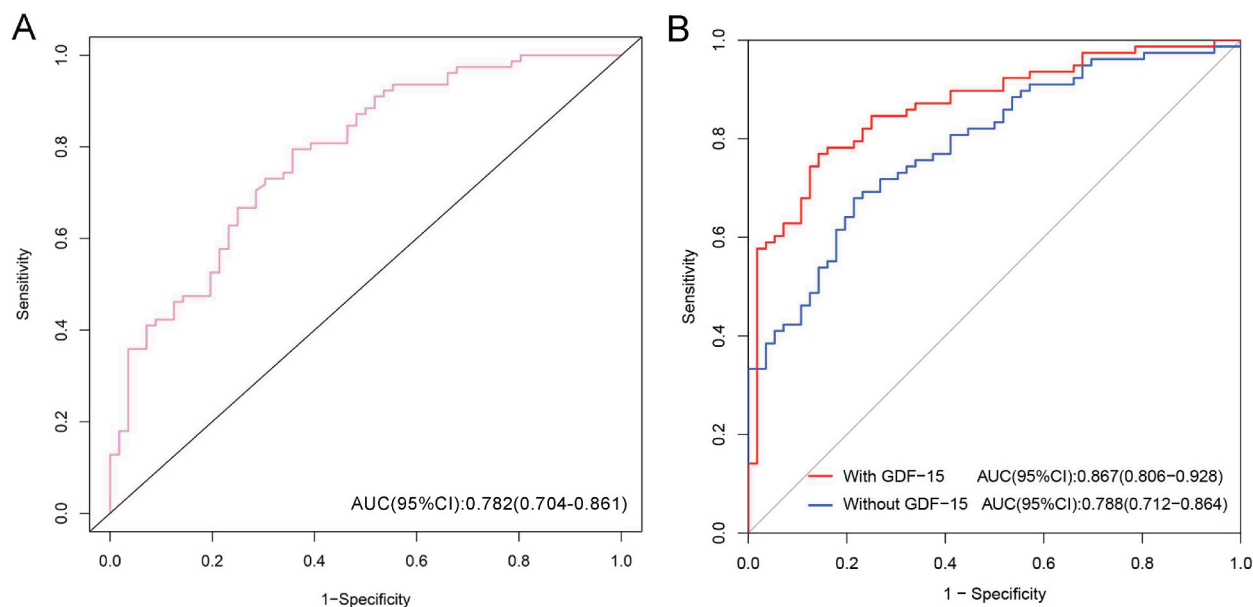 A
1.0
0.8
0.6
0.4
0.2
0.0
Sensitivity
AUC(95%CI):0.782(0.704-0.861)
0.0 0.2 0.4 0.6 0.8 1.0
1-Specificity
B
1.0
0.8
0.6
0.4
0.2
0.0
Sensitivity
With GDF-15 AUC(95%CI):0.867(0.806-0.928)
Without GDF-15 AUC(95%CI):0.788(0.712-0.864)
0.0 0.2 0.4 0.6 0.8 1.0
1 - Specificity